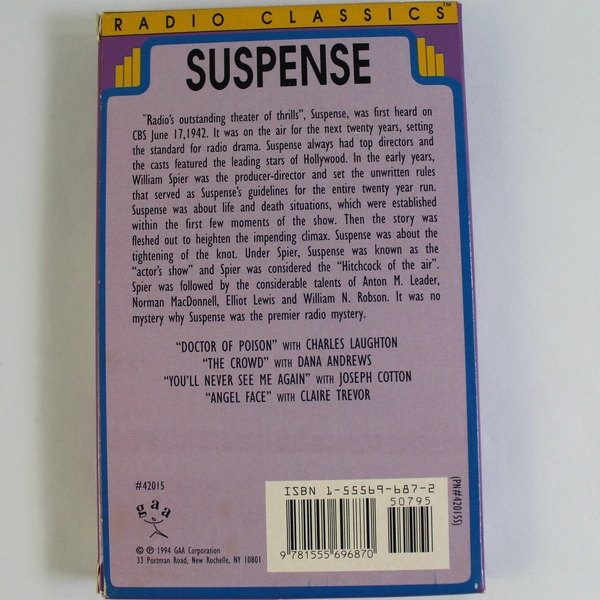 RADIO CLASSICS™
SUSPENSE
"Radio's outstanding theater of thrills", Suspense, was first heard on
CBS June 17,1942. It was on the air for the next twenty years, setting
the standard for radio drama. Suspense always had top directors and
the casts featured the leading stars of Hollywood. In the early years,
William Spier was the producer-director and set the unwritten rules
that served as Suspense's guidelines for the entire twenty year run.
Suspense was about life and death situations, which were established
within the first few moments of the show. Then the story was
fleshed out to heighten the impending climax. Suspense was about the
tightening of the knot. Under Spier, Suspense was known as the
"actor's show" and Spier was considered the "Hitchcock of the air".
Spier was followed by the considerable talents of Anton M. Leader,
Norman MacDonnell, Elliot Lewis and William N. Robson. It was no
mystery why Suspense was the premier radio mystery.
"DOCTOR OF POISON" WITH CHARLES LAUGHTON
"THE CROWD" WITH DANA ANDREWS
"YOU'LL NEVER SEE ME AGAIN" WITH JOSEPH COTTON
"ANGEL FACE" WITH CLAIRE TREVOR
#42015
gaa
© ℗ 1994 GAA Corporation
33 Portman Road, New Rochelle, NY 10801
ISBN 1-55569-687-2
50795
9 781555 696870
(PN#42015S)